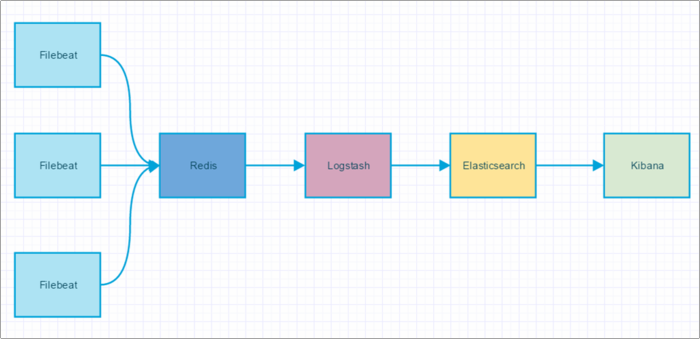 Filebeat
Filebeat
Redis
Logstash
Elasticsearch
Kibana
Filebeat